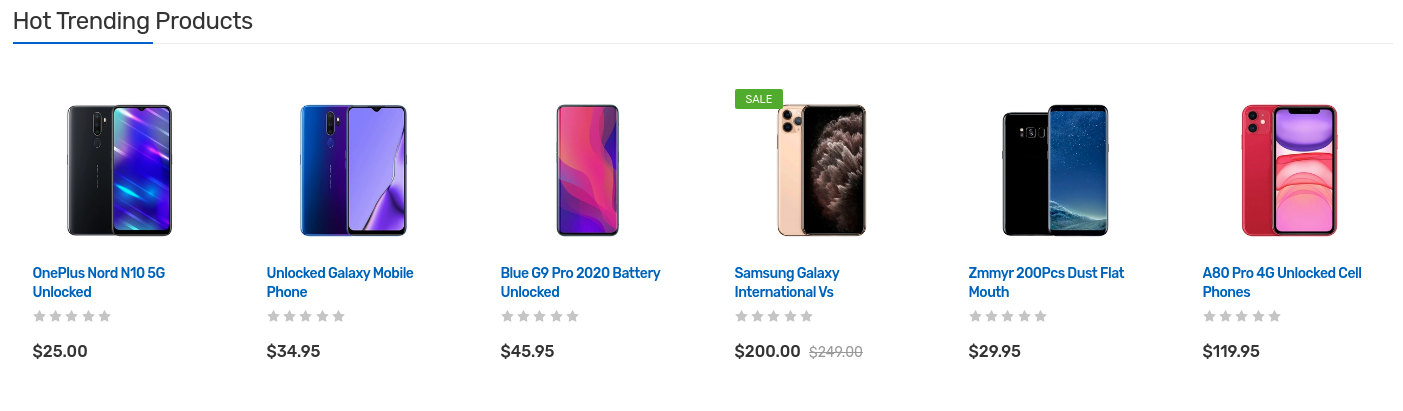 Hot Trending Products
SALE
OnePlus Nord N10 5G
Unlocked
$25.00
Unlocked Galaxy Mobile
Phone
$34.95
Blue G9 Pro 2020 Battery
Unlocked
$45.95
Samsung Galaxy
International Vs
$200.00 $249.00
Zmmyr 200Pcs Dust Flat
Mouth
$29.95
A80 Pro 4G Unlocked Cell
Phones
$119.95